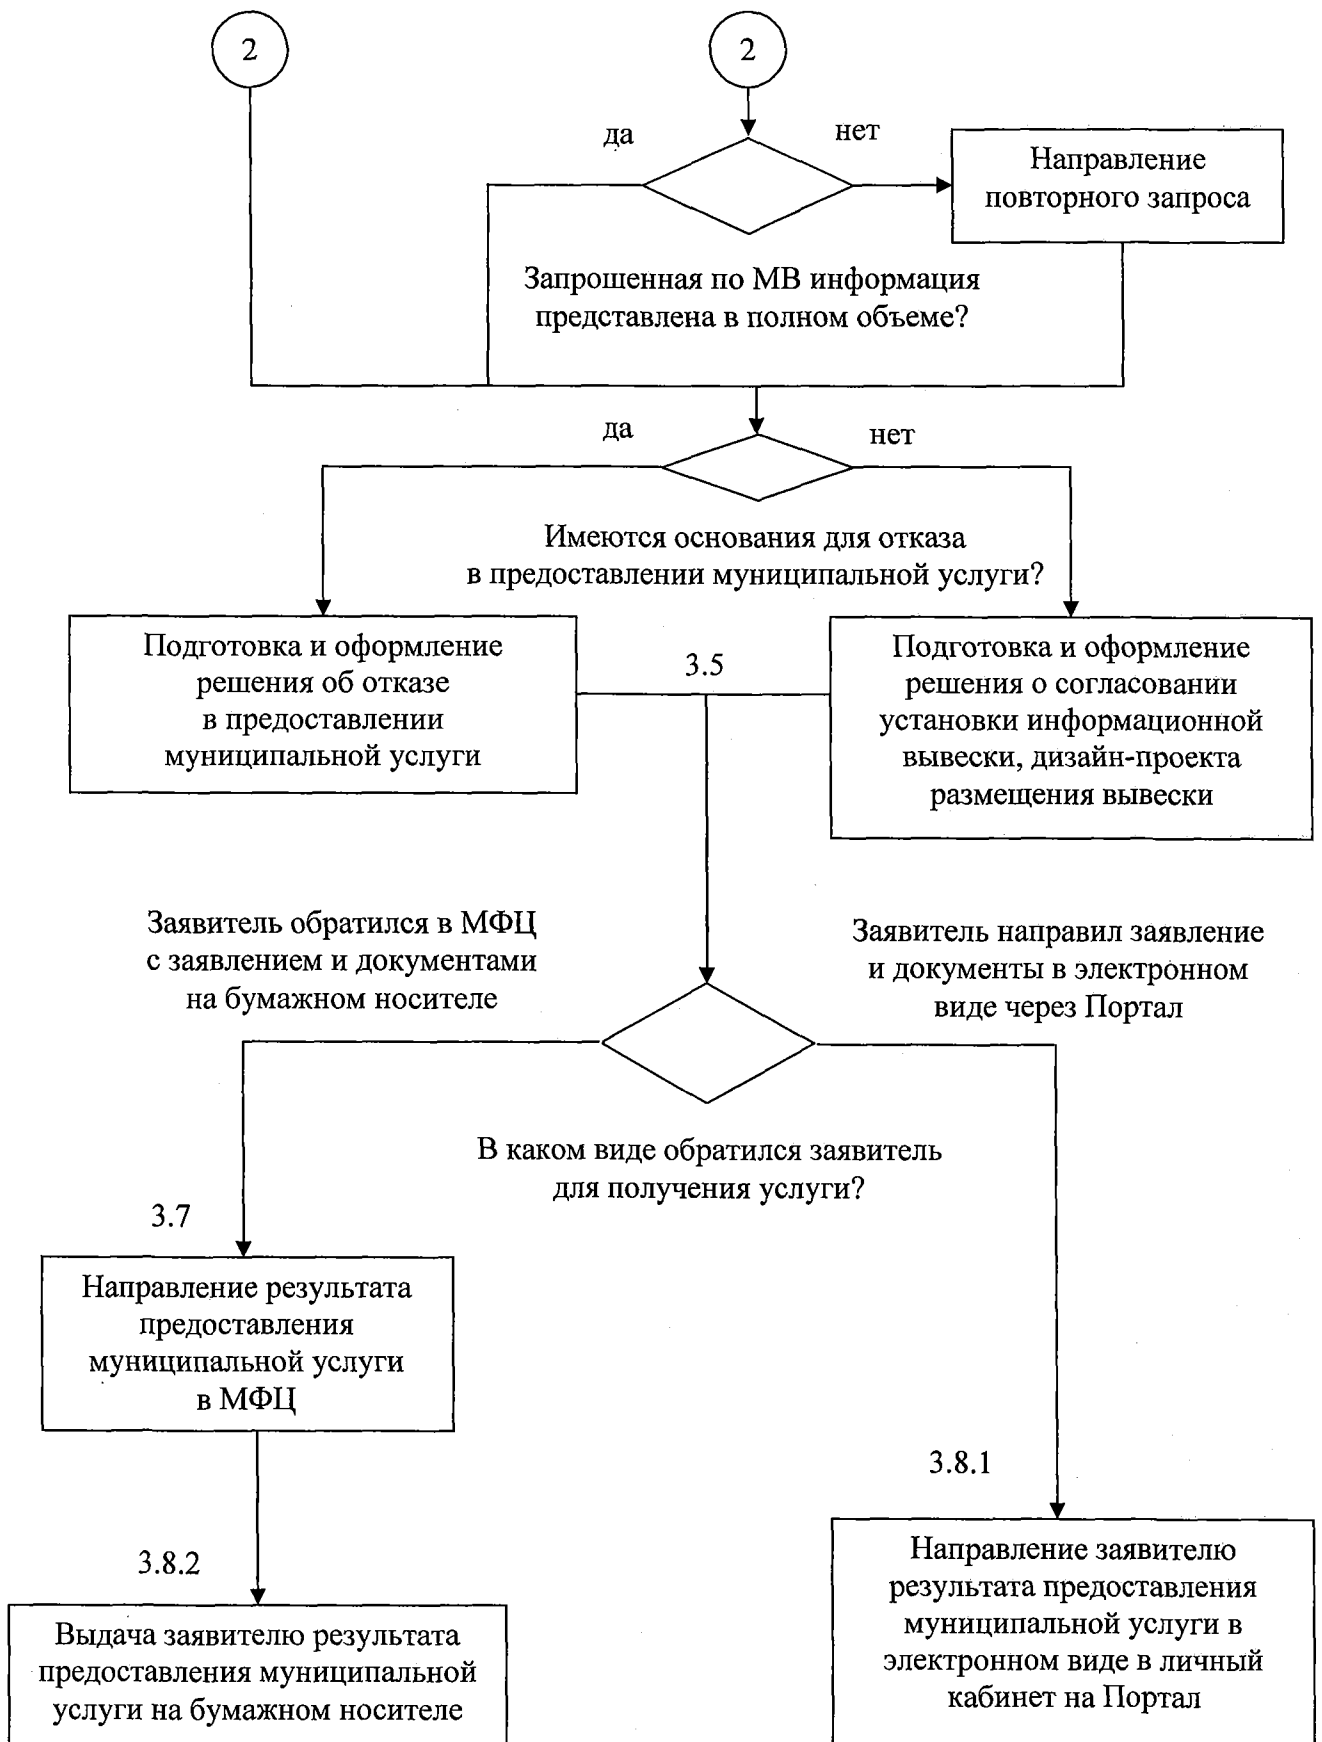 2
2
да
нет
Направление
повторного запроса
Запрошенная по МВ информация
представлена в полном объеме?
да
нет
Имеются основания для отказа
в предоставлении муниципальной услуги?
Подготовка и оформление
решения об отказе
в предоставлении
муниципальной услуги
3.5
Подготовка и оформление
решения о согласовании
установки информационной
вывески, дизайн-проекта
размещения вывески
Заявитель обратился в МФЦ
с заявлением и документами
на бумажном носителе
Заявитель направил заявление
и документы в электронном
виде через Портал
В каком виде обратился заявитель
для получения услуги?
3.7
Направление результата
предоставления
муниципальной услуги
в МФЦ
3.8.1
3.8.2
Выдача заявителю результата
предоставления муниципальной
услуги на бумажном носителе
Направление заявителю
результата предоставления
муниципальной услуги в
электронном виде в личный
кабинет на Портал